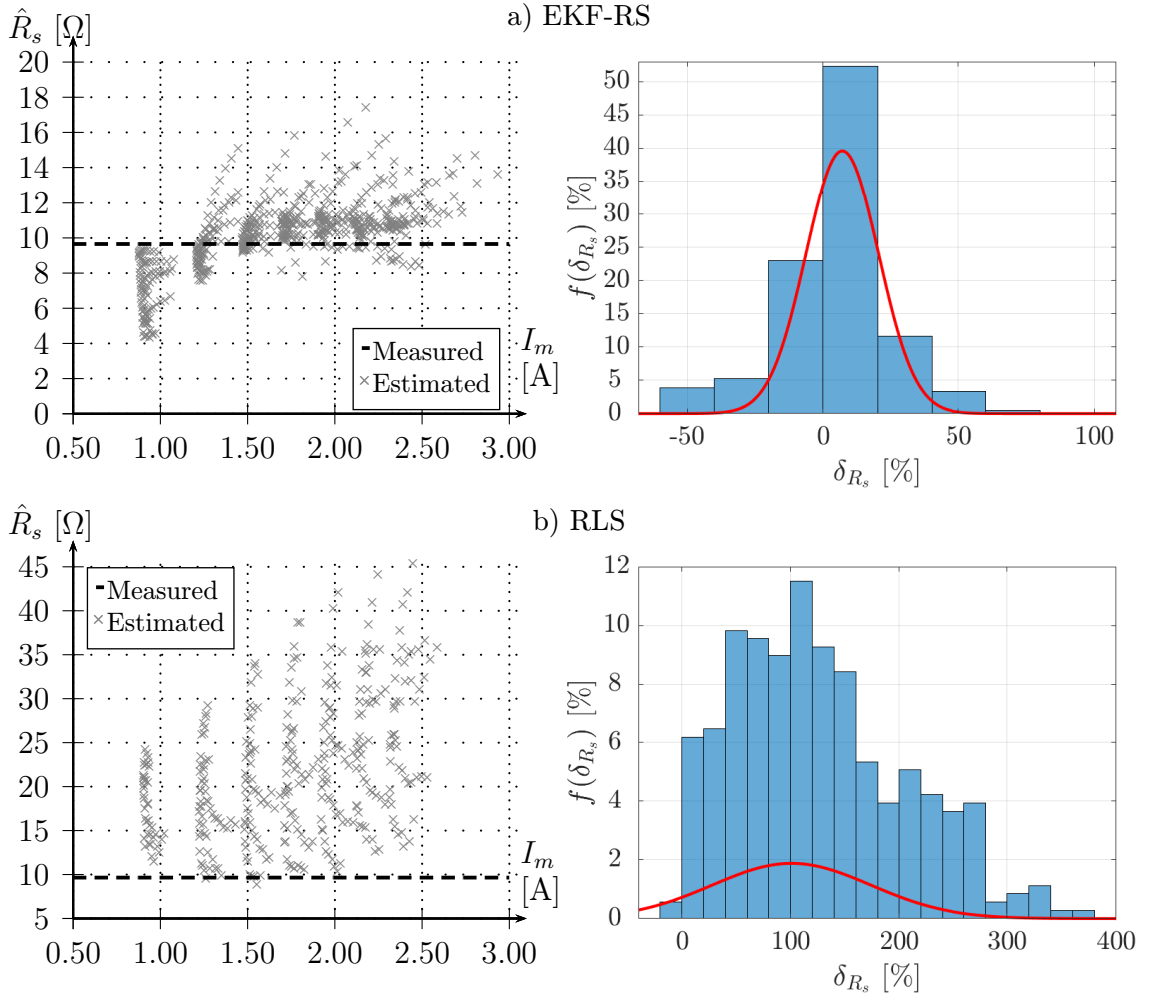 a) EKF-RS
R̂s [Ω]
20
18
16
14
12
10
8
6
4
2
0
0.50 1.00 1.50 2.00 2.50 3.00
Im
[A]
Measured
Estimated
f(δRs) [%]
50
45
40
35
30
25
20
15
10
5
0
-50 0 50 100
δRs [%]
b) RLS
R̂s [Ω]
45
40
35
30
25
20
15
10
5
0.50 1.00 1.50 2.00 2.50 3.00
Measured
Estimated
Im
[A]
f(δRs) [%]
12
10
8
6
4
2
0
0 100 200 300 400
δRs [%]